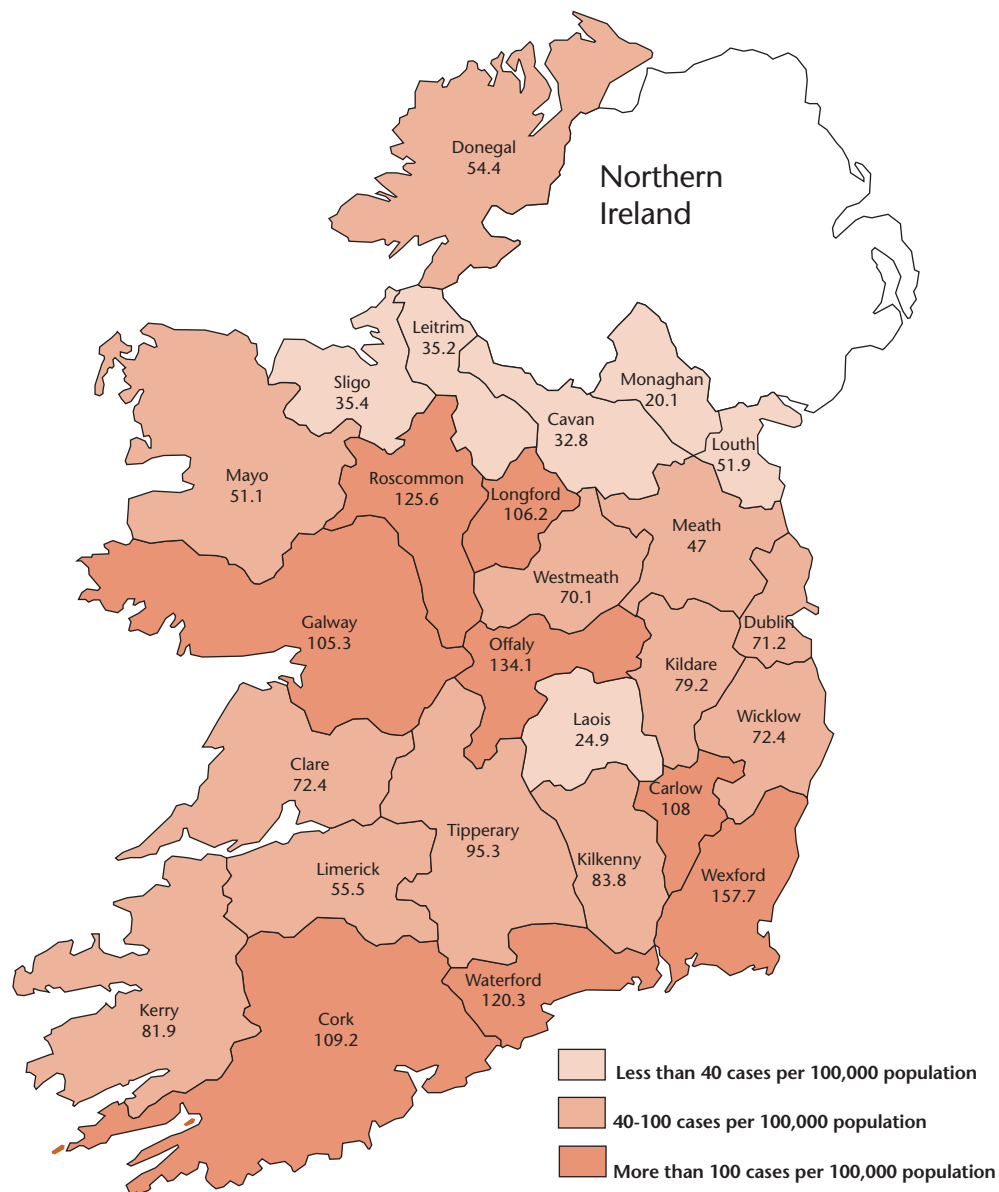 Donegal
54.4
Northern
Ireland
Leitrim
35.2
Sligo
35.4
Monaghan
20.1
Cavan
32.8
Louth
51.9
Mayo
51.1
Roscommon
125.6
Longford
106.2
Meath
47
Westmeath
70.1
Galway
105.3
Offaly
134.1
Dublin
71.2
Kildare
79.2
Laois
24.9
Wicklow
72.4
Clare
72.4
Carlow
108
Tipperary
95.3
Limerick
55.5
Kilkenny
83.8
Wexford
157.7
Waterford
120.3
Kerry
81.9
Cork
109.2
Less than 40 cases per 100,000 population
40-100 cases per 100,000 population
More than 100 cases per 100,000 population